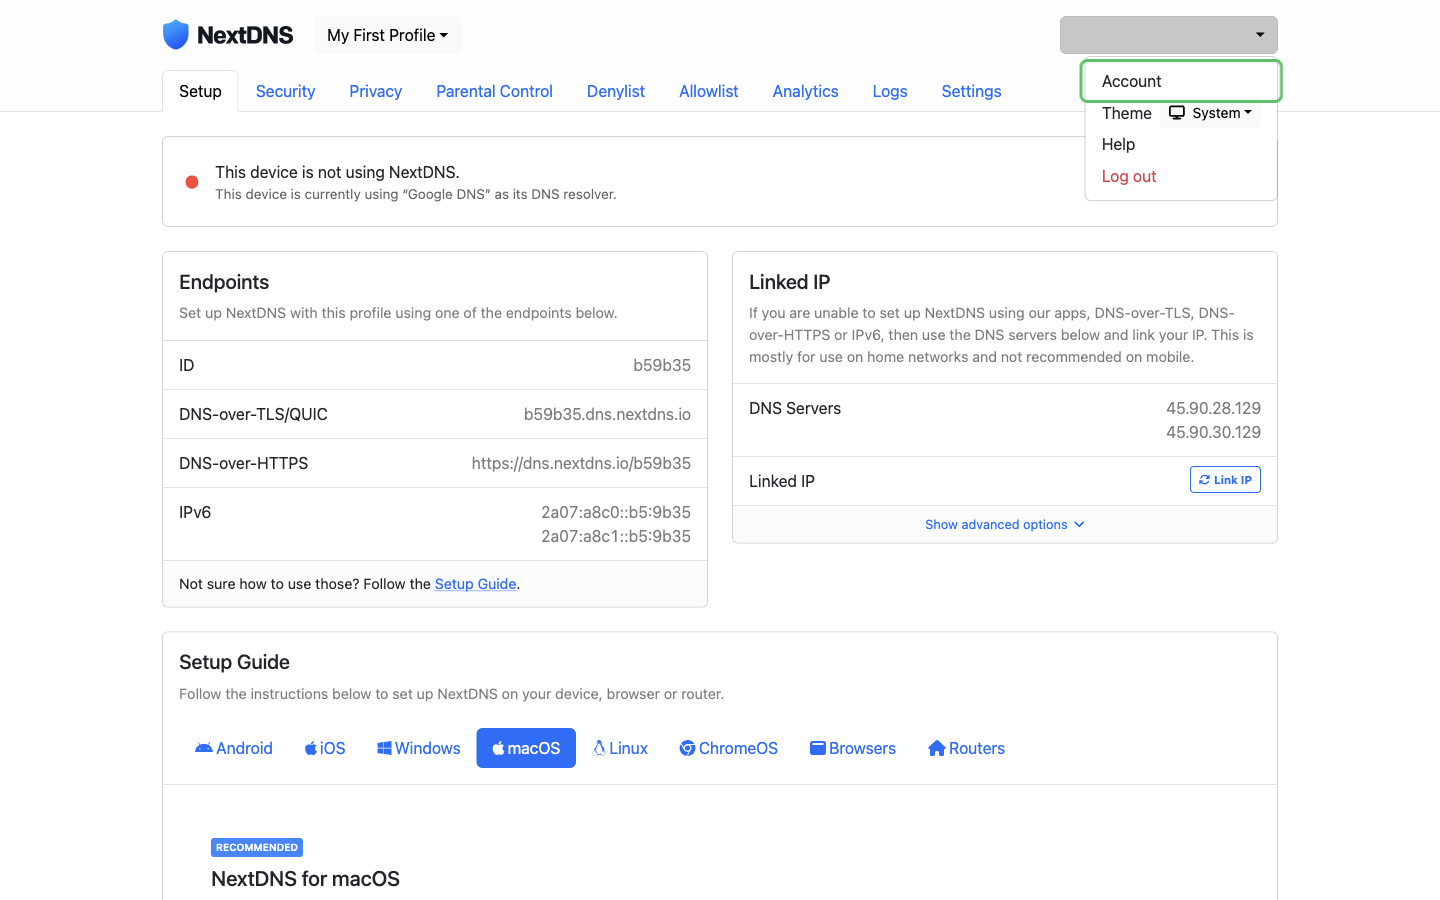 NextDNS
My First Profile
Setup
Security
Privacy
Parental Control
Denylist
Allowlist
Analytics
Logs
Settings
Account
Theme
System
Help
Log out
This device is not using NextDNS.
This device is currently using “Google DNS” as its DNS resolver.
Endpoints
Set up NextDNS with this profile using one of the endpoints below.
ID
b59b35
DNS-over-TLS/QUIC
b59b35.dns.nextdns.io
DNS-over-HTTPS
https://dns.nextdns.io/b59b35
IPv6
2a07:a8c0::b5:9b35
2a07:a8c1::b5:9b35
Not sure how to use those? Follow the Setup Guide.
Linked IP
If you are unable to set up NextDNS using our apps, DNS-over-TLS, DNS-
over-HTTPS or IPv6, then use the DNS servers below and link your IP. This is
mostly for use on home networks and not recommended on mobile.
DNS Servers
45.90.28.129
45.90.30.129
Linked IP
Link IP
Show advanced options
Setup Guide
Follow the instructions below to set up NextDNS on your device, browser or router.
Android
iOS
Windows
macOS
Linux
ChromeOS
Browsers
Routers
RECOMMENDED
NextDNS for macOS